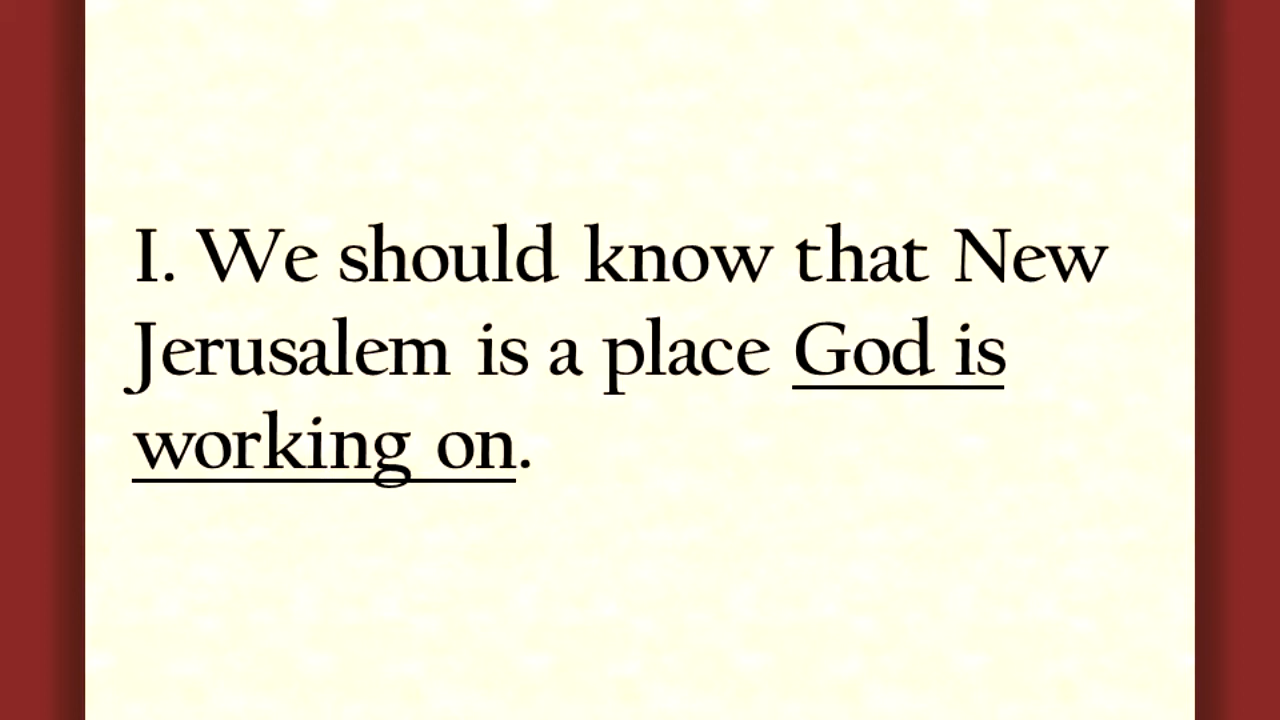 I. We should know that New
Jerusalem is a place God is
working on.